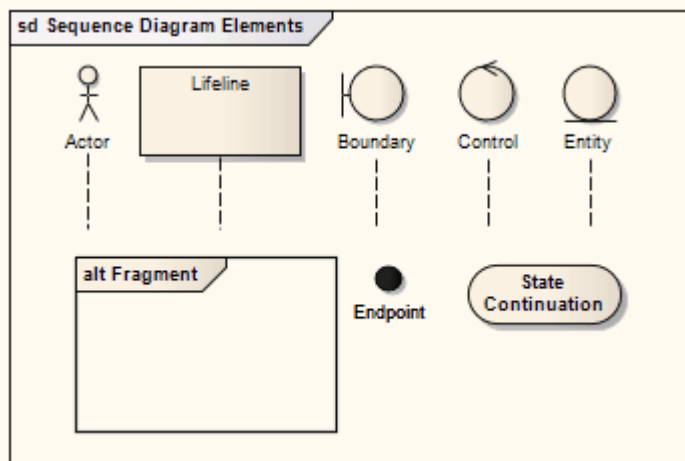 sd Sequence Diagram Elements
Lifeline
Actor
Boundary
Control
Entity
alt Fragment
Endpoint
State
Continuation